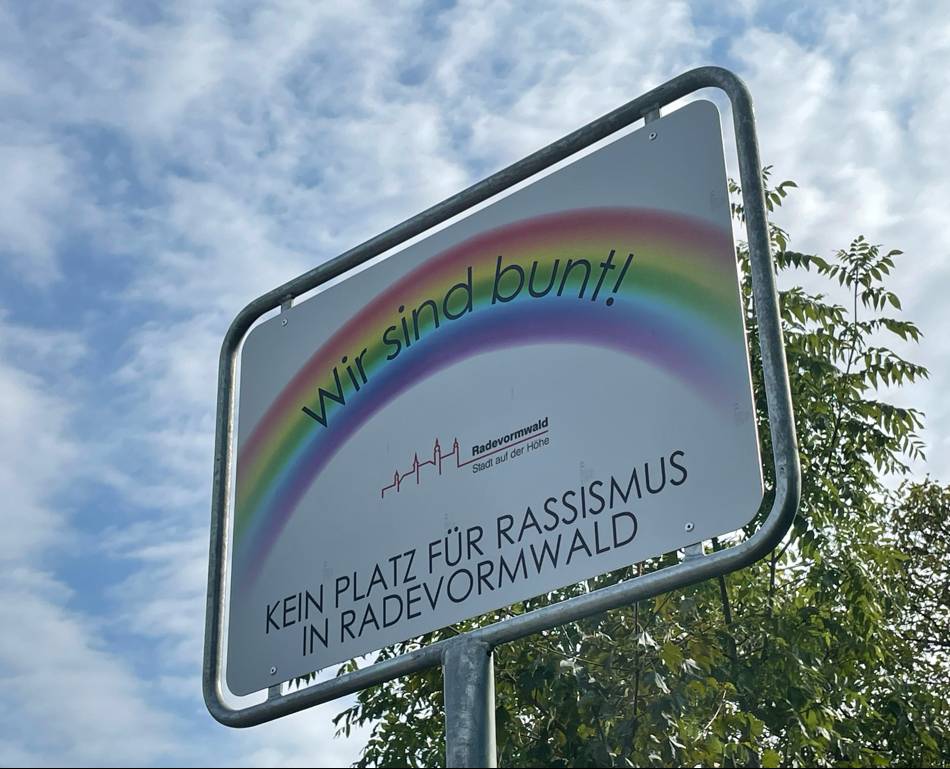 Wir sind bunt!
Radevormwald
Stadt auf der Höhe
KEIN PLATZ FÜR RASSISMUS
IN RADEVORMWALD